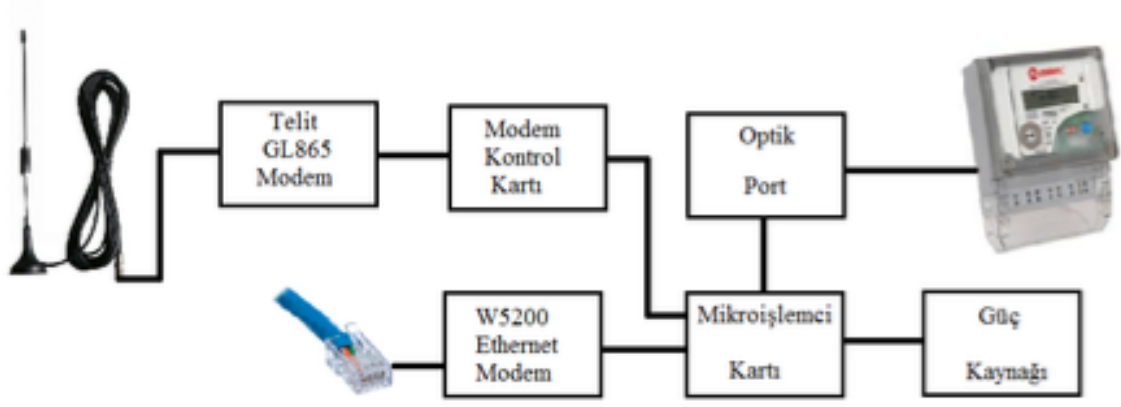 Telit
GL865
Modem
Modem
Kontrol
Kartı
Optik
Port
W5200
Ethernet
Modem
Mikroişlemci
Kartı
Güç
Kaynağı